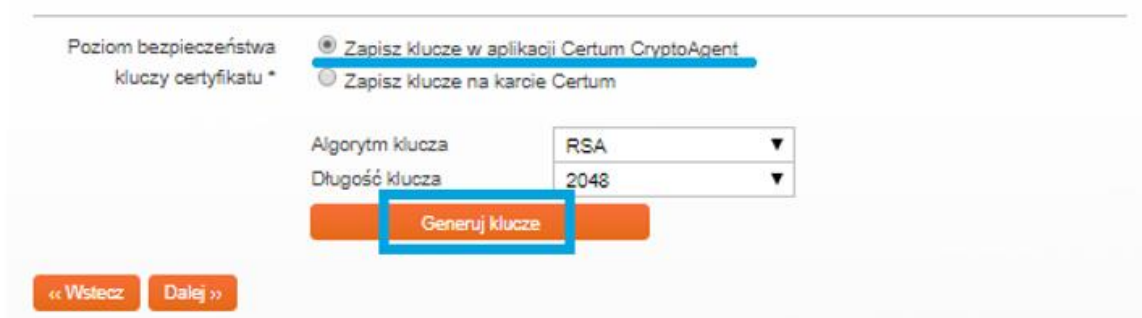 Poziom bezpieczeństwa
kluczy certyfikatu *
Zapisz klucze w aplikacji Certum CryptoAgent
Zapisz klucze na karcie Certum
Algorytm klucza RSA
Długość klucza 2048
Generuj klucze
‹‹ Wstecz Dalej ››